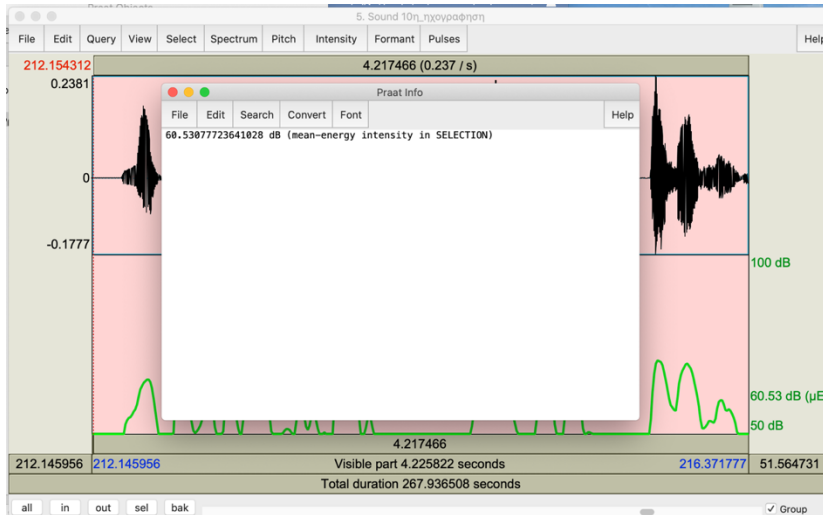 5. Sound 10η_ηχογραφηση
File Edit Query View Select Spectrum Pitch Intensity Formant Pulses Help
212.154312 4.217466 (0.237 / s)
0.2381
0
-0.1777
Praat Info
File Edit Search Convert Font Help
60.53077723641028 dB (mean-energy intensity in SELECTION)
100 dB
60.53 dB (µE
50 dB
4.217466
212.145956 212.145956 Visible part 4.225822 seconds 216.371777 51.564731
Total duration 267.936508 seconds
all in out sel bak Group